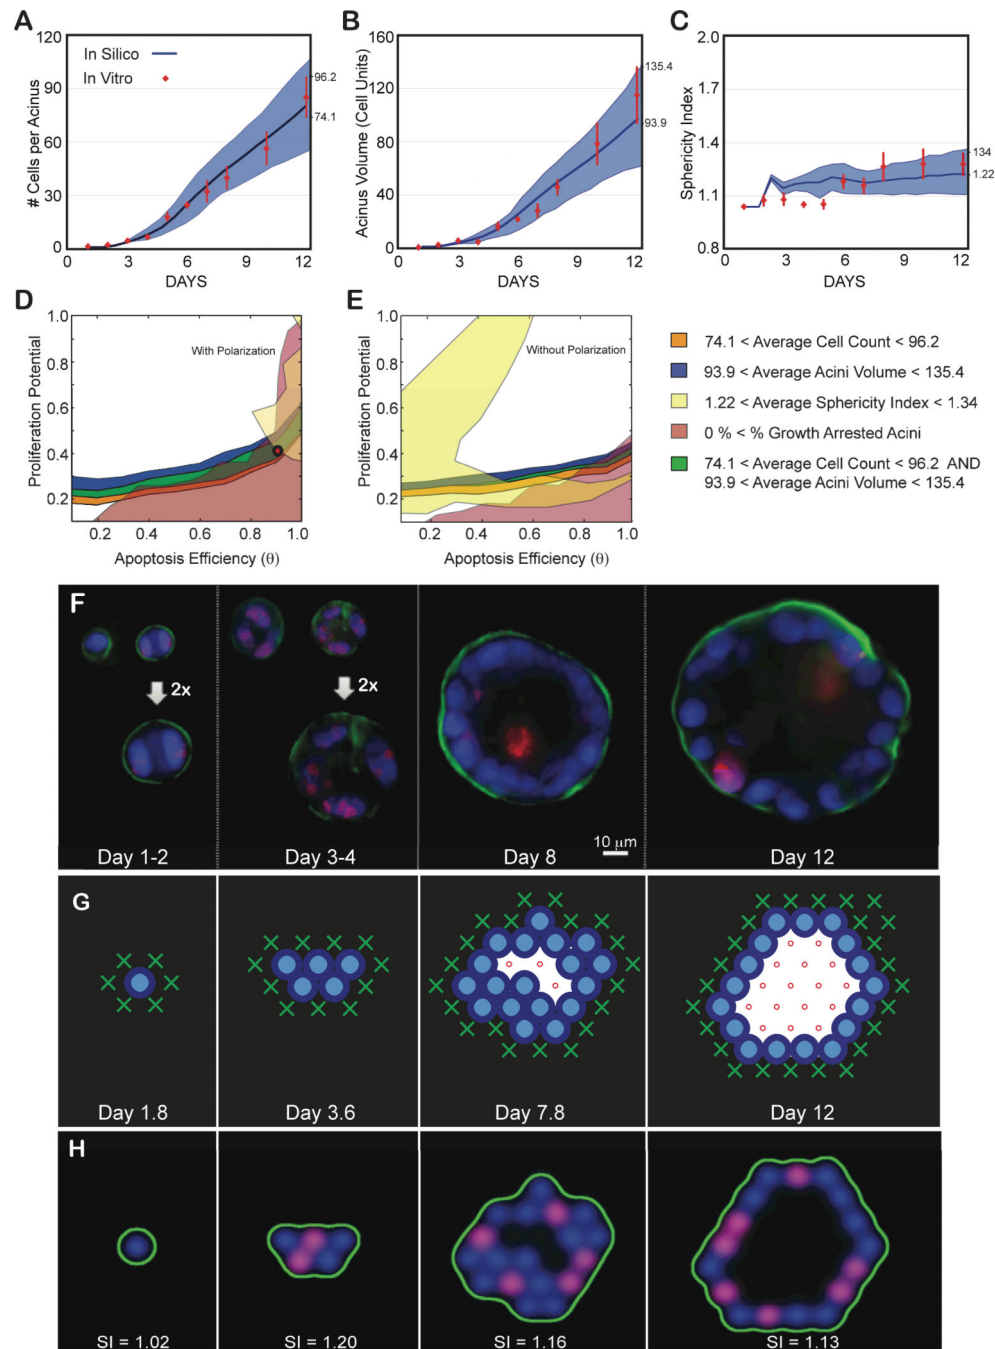 A
# Cells per Acinus
120
90
60
30
0
In Silico
In Vitro
96.2
74.1
0 3 6 9 12
DAYS
B
Acinus Volume (Cell Units)
160
120
80
40
0
135.4
93.9
0 3 6 9 12
DAYS
C
Sphericity Index
2.0
1.7
1.4
1.1
0.8
134
1.22
0 3 6 9 12
DAYS
D
Proliferation Potential
1.0
0.8
0.6
0.4
0.2
With Polarization
0.2 0.4 0.6 0.8 1.0
Apoptosis Efficiency (θ)
E
Proliferation Potential
1.0
0.8
0.6
0.4
0.2
Without Polarization
0.2 0.4 0.6 0.8 1.0
Apoptosis Efficiency (θ)
74.1 < Average Cell Count < 96.2
93.9 < Average Acini Volume < 135.4
1.22 < Average Sphericity Index < 1.34
0 % < % Growth Arrested Acini
74.1 < Average Cell Count < 96.2 AND
93.9 < Average Acini Volume < 135.4
F
2x
2x
10 μm
Day 1-2
Day 3-4
Day 8
Day 12
G
Day 1.8
Day 3.6
Day 7.8
Day 12
H
SI = 1.02
SI = 1.20
SI = 1.16
SI = 1.13